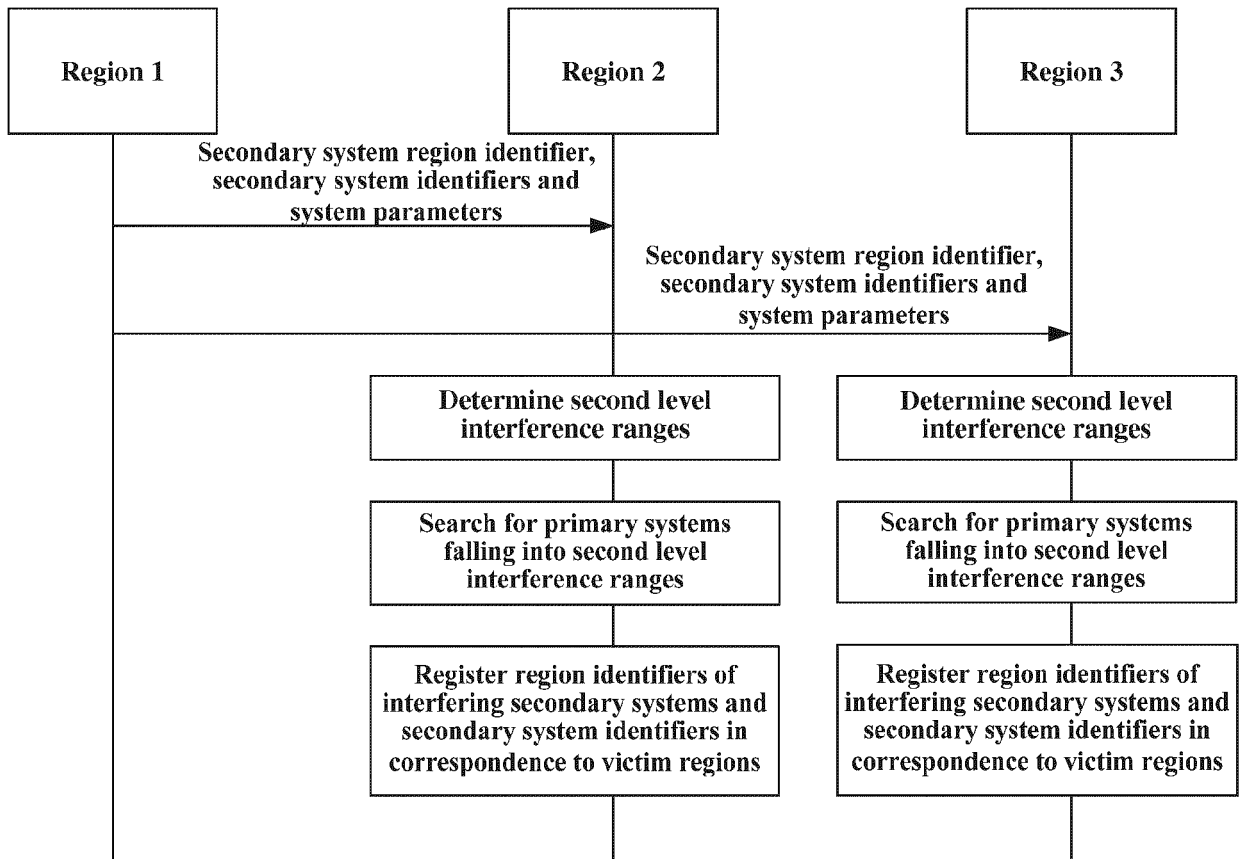 Region 1
Region 2
Region 3
Secondary system region identifier,
secondary system identifiers and
system parameters
Secondary system region identifier,
secondary system identifiers and
system parameters
Determine second level
interference ranges
Determine second level
interference ranges
Search for primary systems
falling into second level
interference ranges
Search for primary systems
falling into second level
interference ranges
Register region identifiers of
interfering secondary systems and
secondary system identifiers in
correspondence to victim regions
Register region identifiers of
interfering secondary systems and
secondary system identifiers in
correspondence to victim regions